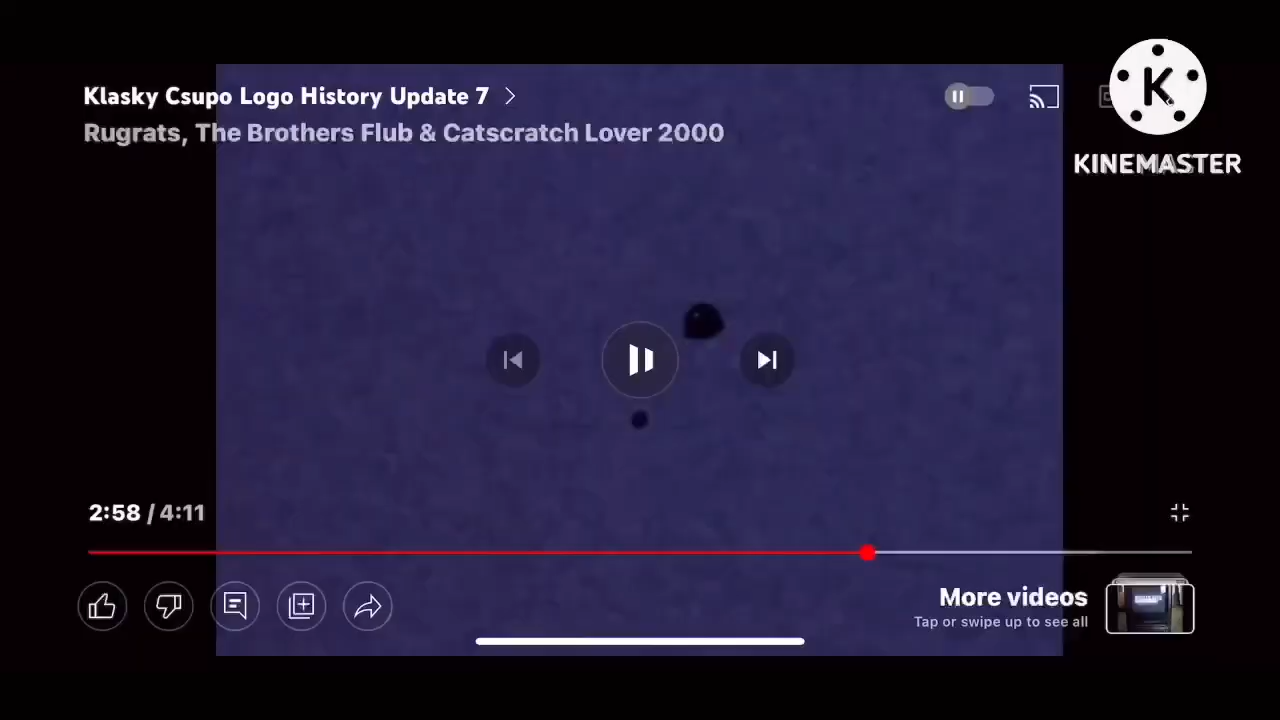 Klasky Csupo Logo History Update 7
Rugrats, The Brothers Flub & Catscratch Lover 2000
K
KINEMASTER
2:58 / 4:11
More videos
Tap or swipe up to see all